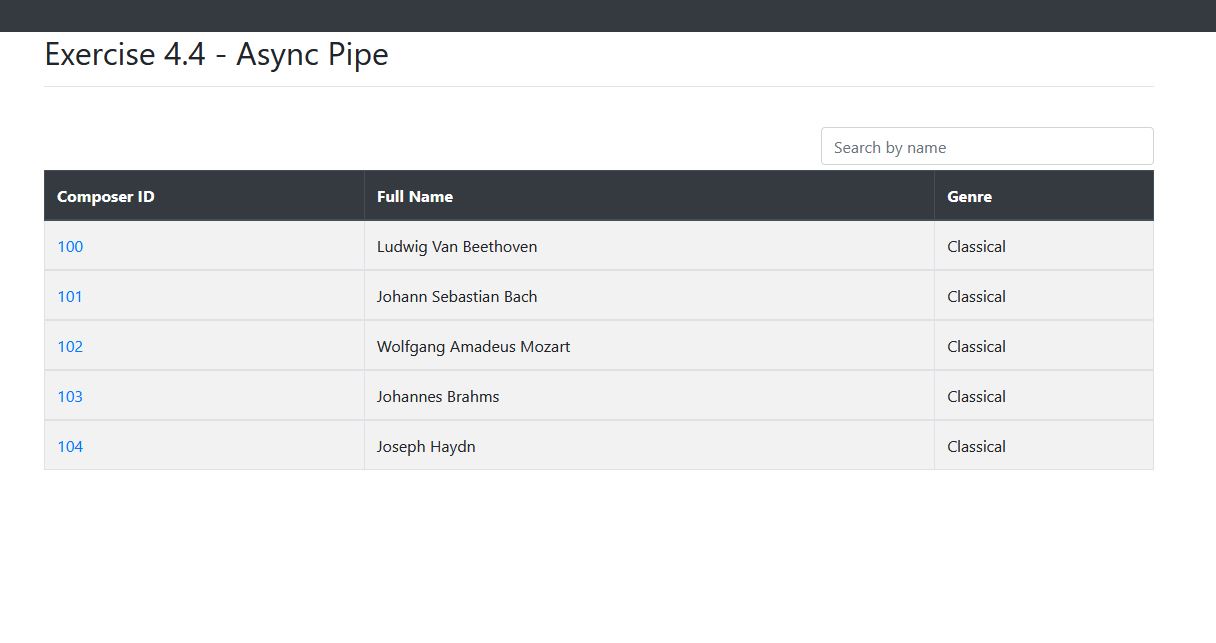 Exercise 4.4 - Async Pipe
Search by name
Composer ID Full Name Genre
100 Ludwig Van Beethoven Classical
101 Johann Sebastian Bach Classical
102 Wolfgang Amadeus Mozart Classical
103 Johannes Brahms Classical
104 Joseph Haydn Classical